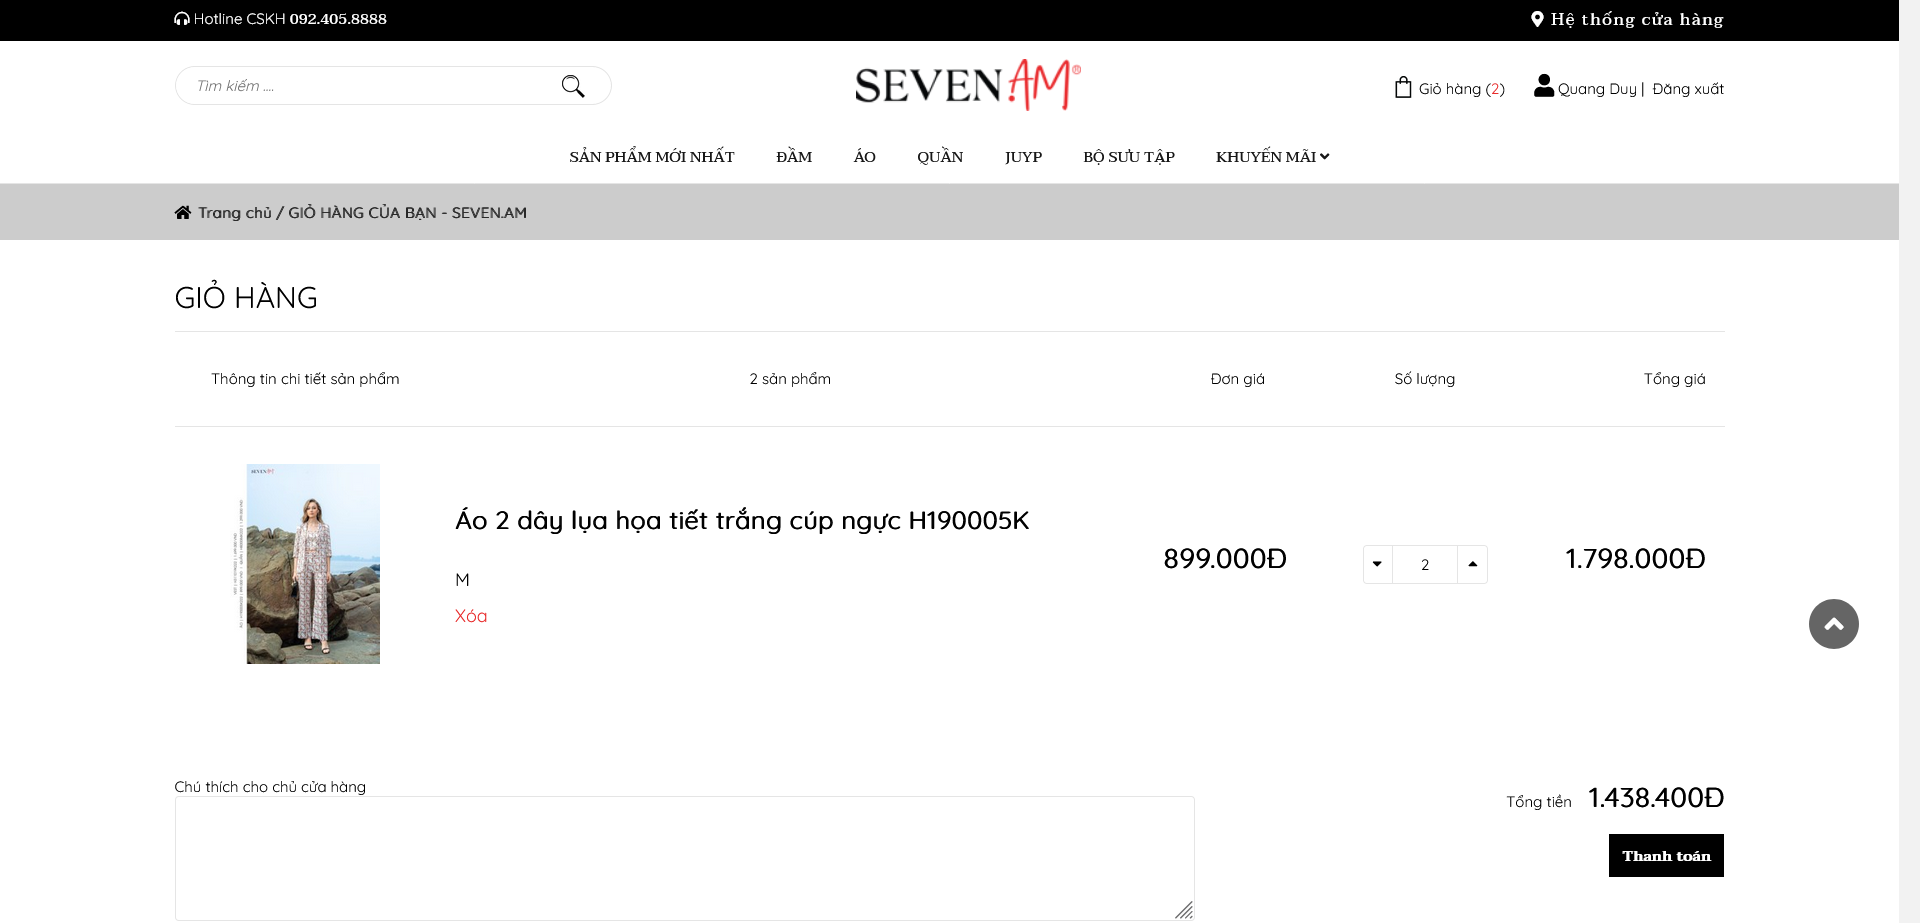 Hotline CSKH 092.405.8888
Hệ thống cửa hàng
Tìm kiếm ....
SEVEN.AM®
Giỏ hàng (2)
Quang Duy | Đăng xuất
SẢN PHẨM MỚI NHẤT ĐẦM ÁO QUẦN JUYP BỘ SƯU TẬP KHUYẾN MÃI
Trang chủ / GIỎ HÀNG CỦA BẠN - SEVEN.AM
GIỎ HÀNG
Thông tin chi tiết sản phẩm 2 sản phẩm Đơn giá Số lượng Tổng giá
SEVEN.AM
Áo 2 dây lụa họa tiết trắng cúp ngực H190005K
M
Xóa
899.000Đ 2 1.798.000Đ
Chú thích cho chủ cửa hàng
Tổng tiền 1.438.400Đ
Thanh toán